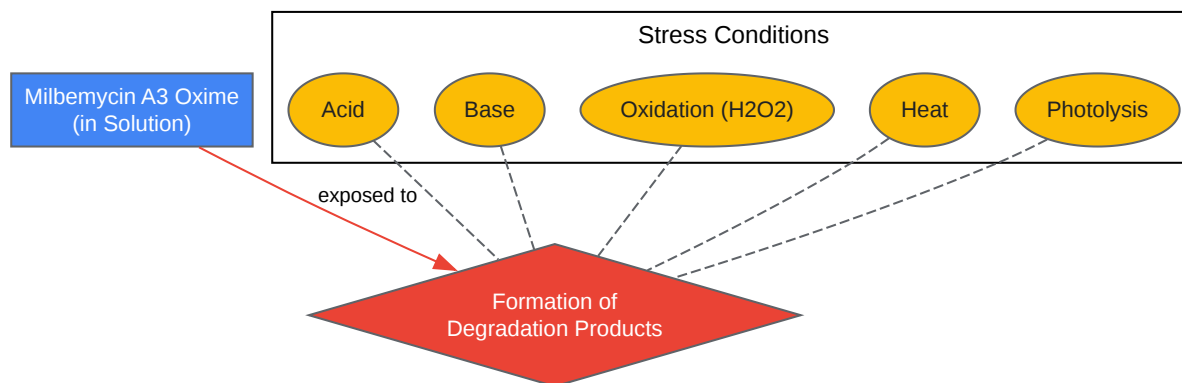 Stress Conditions
Milbemycin A3 Oxime
(in Solution)
Acid
Base
Oxidation (H2O2)
Heat
Photolysis
exposed to
Formation of
Degradation Products